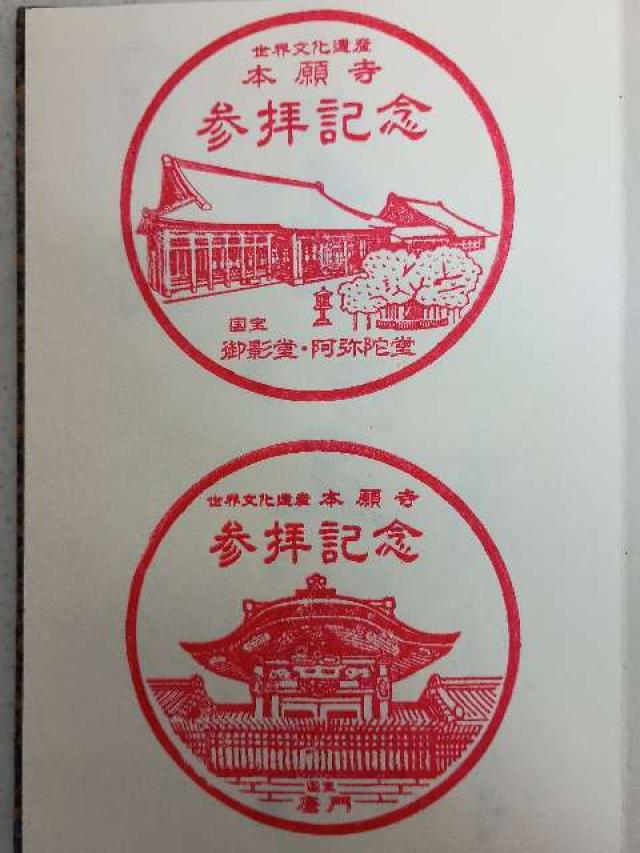 世界文化遺産
本願寺
参拝記念
国宝
御影堂・阿弥陀堂
世界文化遺産 本願寺
参拝記念
国宝
唐門